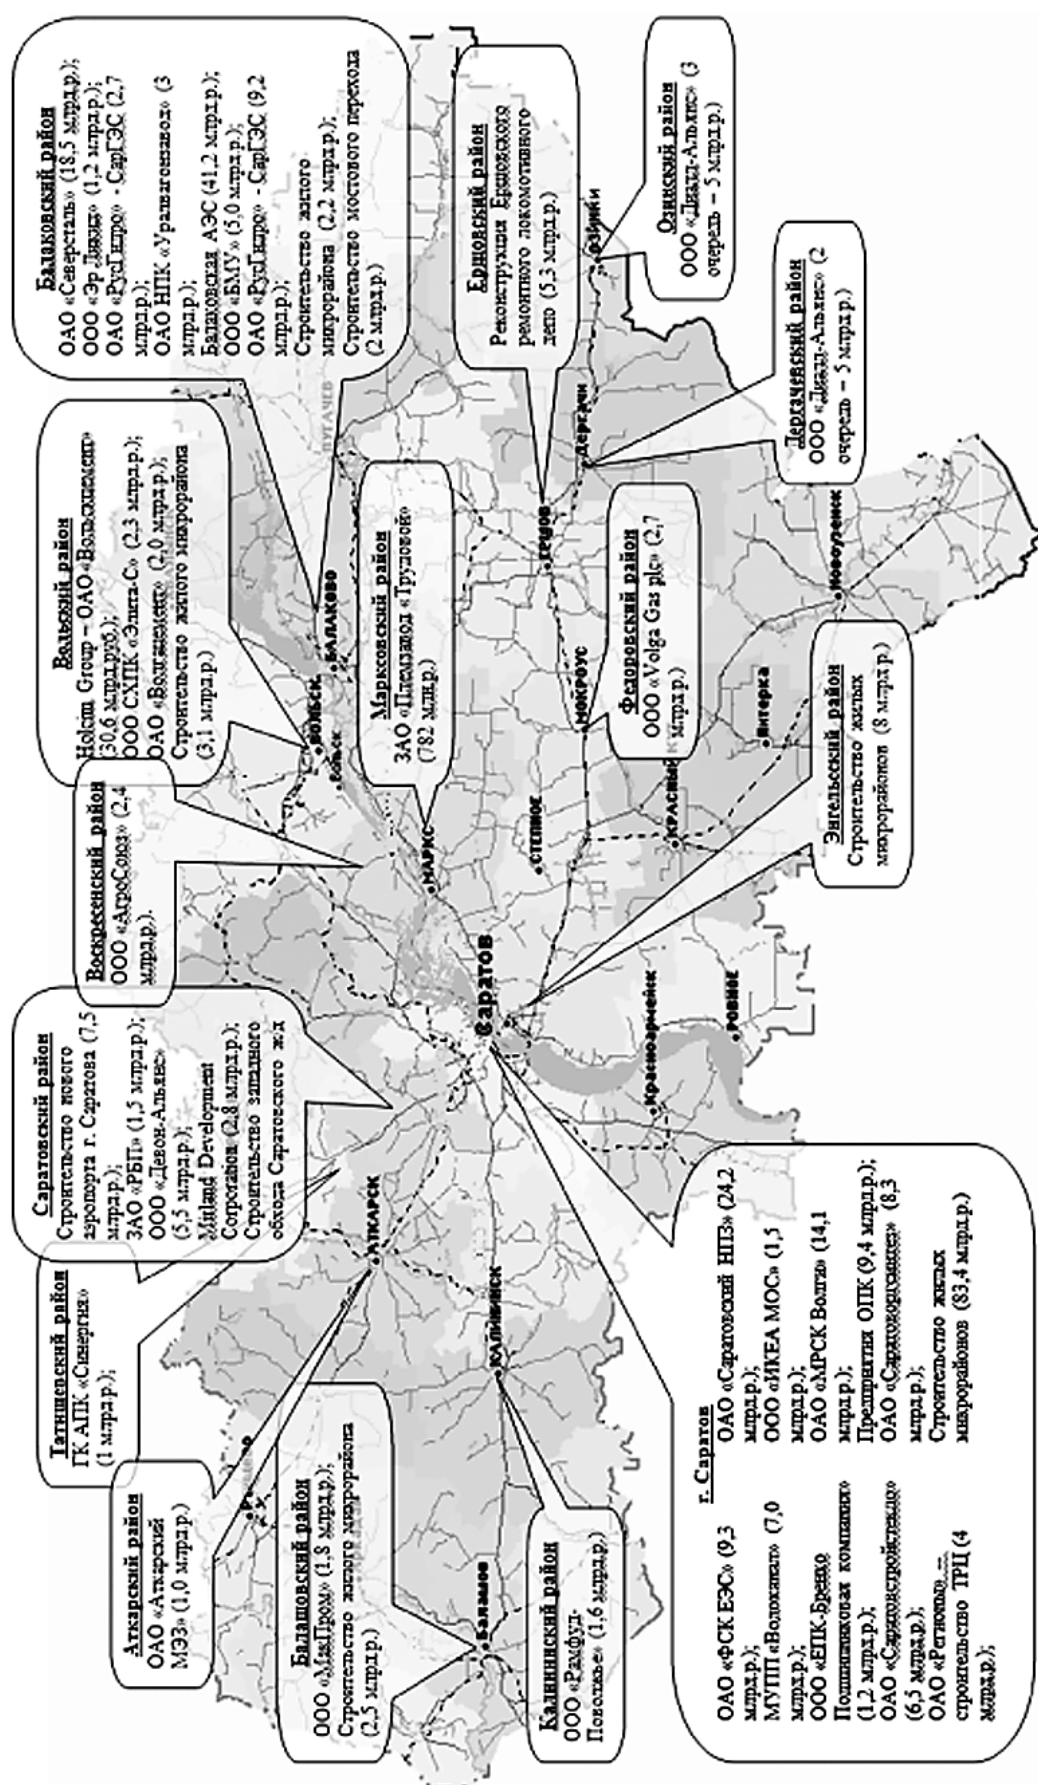 Балаковский район
ОАО «Северсталь» (18,5 млрд.р.);
ООО «Эр Ликид» (1,2 млрд.р.);
ОАО «РусГидро» - СарГЭС (2,7
млрд.р.);
ОАО НПК «Уралвагонзавод» (3
млрд.р.);
Балаковская АЭС (41,2 млрд.р.);
ООО «БМУ» (5,0 млрд.р.);
ОАО «РусГидро» - СарГЭС (9,2
млрд.р.);
Строительство жилого
микрорайона (2,2 млрд.р.);
Строительство мостового перехода
(2 млрд.р.)
Ершовский район
Реконструкция Ершовского
ремонтного локомотивного
депо (5,3 млрд.р.)
Озинский район
ООО «Диалл-Альянс» (3
очередь – 5 млрд.р.)
Дергачевский район
ООО «Диалл-Альянс» (2
очередь – 5 млрд.р.)
Вольский район
Holcim Group – ОАО «Вольскцемент»
(30,6 млрд.руб);
ООО СХПК «Элита-С» (2,3 млрд.р.);
ОАО «Волгацемент» (2,0 млрд.р.);
Строительство жилого микрорайона
(3,1 млрд.р.)
Марксовский район
ЗАО «Племзавод «Трудовой»
(782 млн.р.)
Федоровский район
ООО «Volga Gas plc» (2,7
млрд.р.)
Энгельсский район
Строительство жилых
микрорайонов (8 млрд.р.)
Воскресенский район
ООО «АгроСоюз» (2,4
млрд.р.).
Саратовский район
Строительство нового
аэропорта г. Саратова (7,5
млрд.р.);
ЗАО «РБП» (1,5 млрд.р.);
ООО «Девон-Альянс»
(5,5 млрд.р.);
Mirland Development
Corporation (2,8 млрд.р.);
Строительство западного
обхода Саратовского ж/д
Татищевский район
ГК АПК «Синергия»
(1 млрд.р.);
Аткарский район
ОАО «Аткарский
МЭЗ» (1,0 млрд.р.)
Балашовский район
ООО «МакПром» (1,8 млрд.р.);
Строительство жилого микрорайона
(2,5 млрд.р.)
Калининский район
ООО «Рамфуд-
Поволжье» (1,6 млрд.р.)
г. Саратов
ОАО «ФСК ЕЭС» (9,3
млрд.р.);
МУПП «Водоканал» (7,0
млрд.р.);
ООО «ЕПК-Бренко
Подшипниковая компания»
(1,2 млрд.р.);
ОАО «Саратовстройстекло»
(6,5 млрд.р.);
ОАО «Регионы» –
строительство ТРЦ (4
млрд.р.);
ОАО «Саратовский НПЗ» (24,2
млрд.р.);
ООО «ИКЕА МОС» (1,5
млрд.р.);
ОАО «МРСК Волги» (14,1
млрд.р.);
Предприятия ОПК (9,4 млрд.р.);
ОАО «Саратоворгсинтез» (8,3
млрд.р.);
Строительство жилых
микрорайонов (83,4 млрд.р.)
ПУГАЧЕВ
БАЛАКОВО
ВОЛЬСК
Вольск
МАРКС
СТЕПНОЕ
МОКРОУС
ЕРШОВ
Дергачи
ОЗИНКИ
Новоузенск
Питерка
КРАСНЫЙ
Саратов
Красноармейск
РОВНОЕ
АТКАРСК
КАЛИНИНСК
Балашов